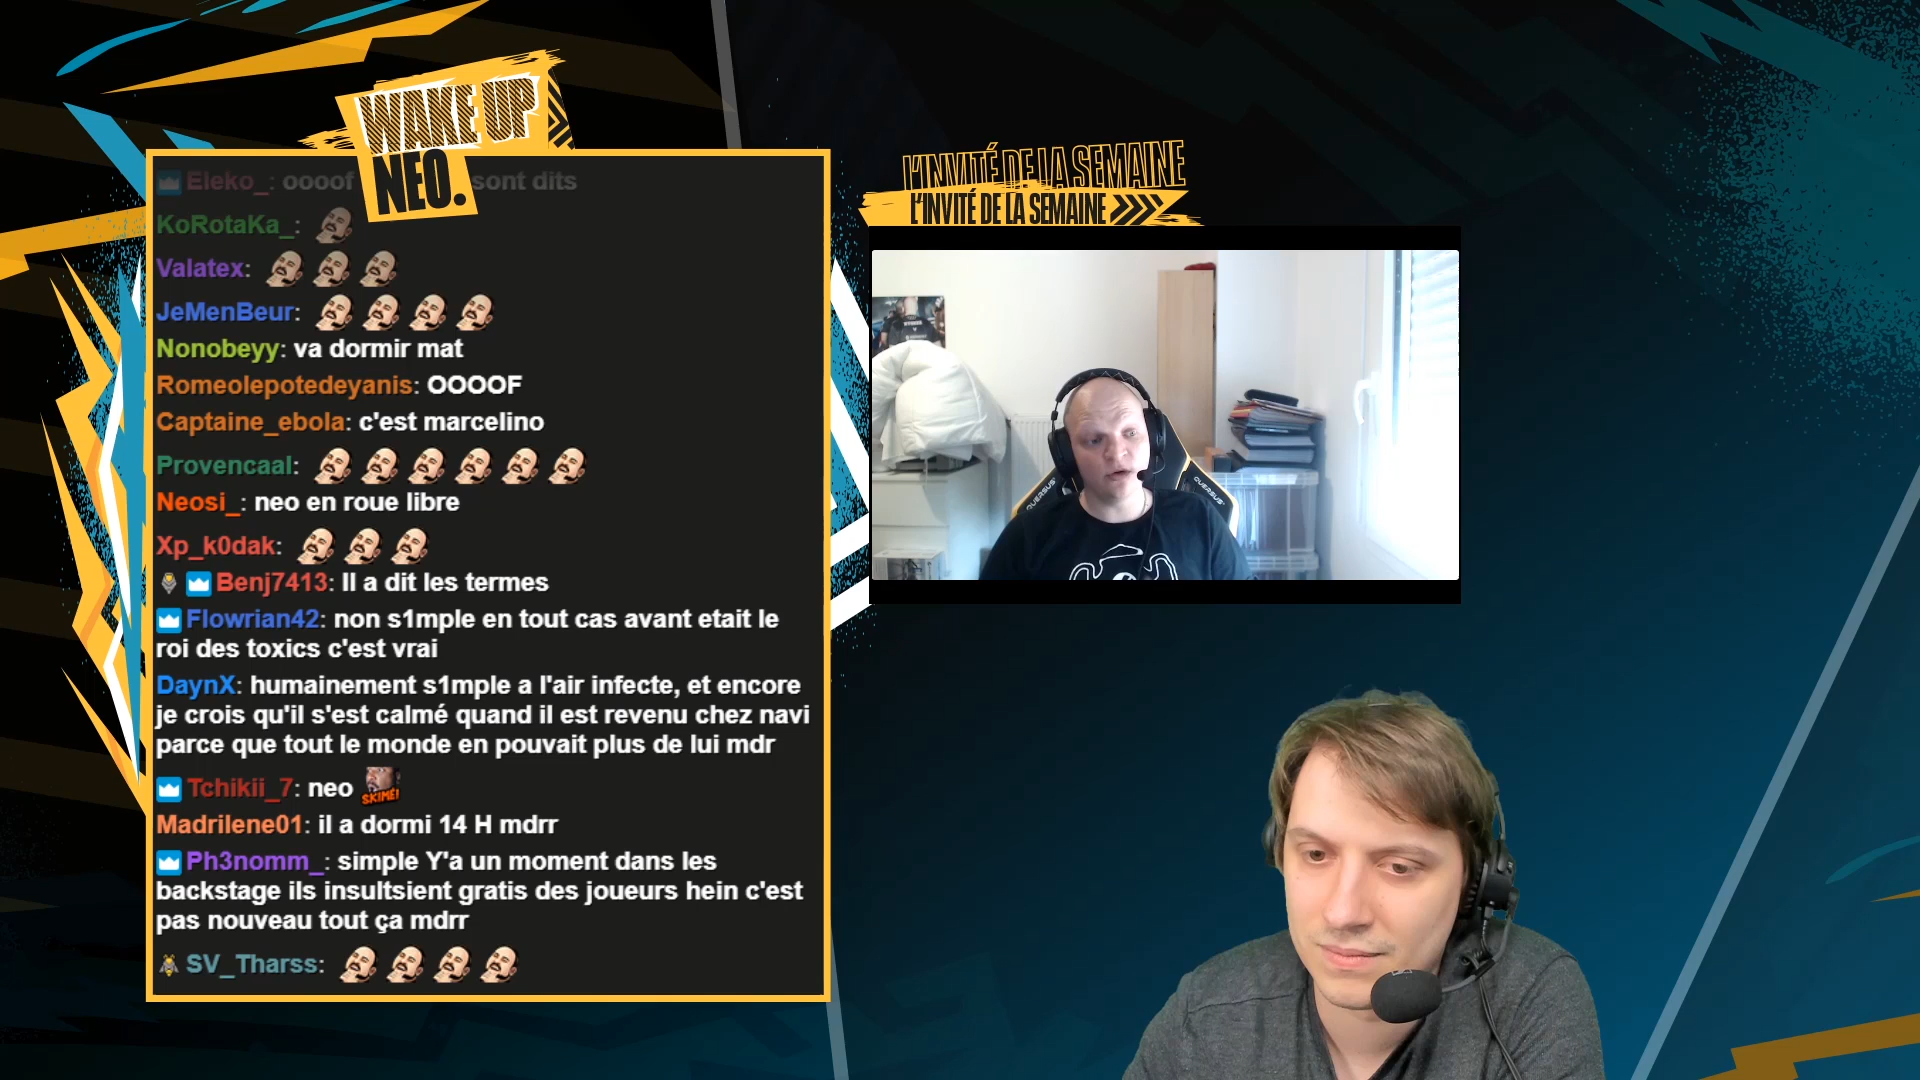 WAKE UP
NEO.
Eleko_: oooof sont dits
KoRotaKa_:
Valatex:
JeMenBeur:
Nonobeyy: va dormir mat
Romeolepotedeyanis: OOOOF
Captaine_ebola: c'est marcelino
Provencaal:
Neosi_: neo en roue libre
Xp_k0dak:
Benj7413: Il a dit les termes
Flowrian42: non s1mple en tout cas avant etait le
roi des toxics c'est vrai
DaynX: humainement s1mple a l'air infecte, et encore
je crois qu'il s'est calmé quand il est revenu chez navi
parce que tout le monde en pouvait plus de lui mdr
Tchikii_7: neo SKIME!
Madrilene01: il a dormi 14 H mdrr
Ph3nomm_: simple Y'a un moment dans les
backstage ils insultsient gratis des joueurs hein c'est
pas nouveau tout ça mdrr
SV_Tharss:
L'INVITÉ DE LA SEMAINE
L'INVITÉ DE LA SEMAINE
QUERSUS
QUERSUS